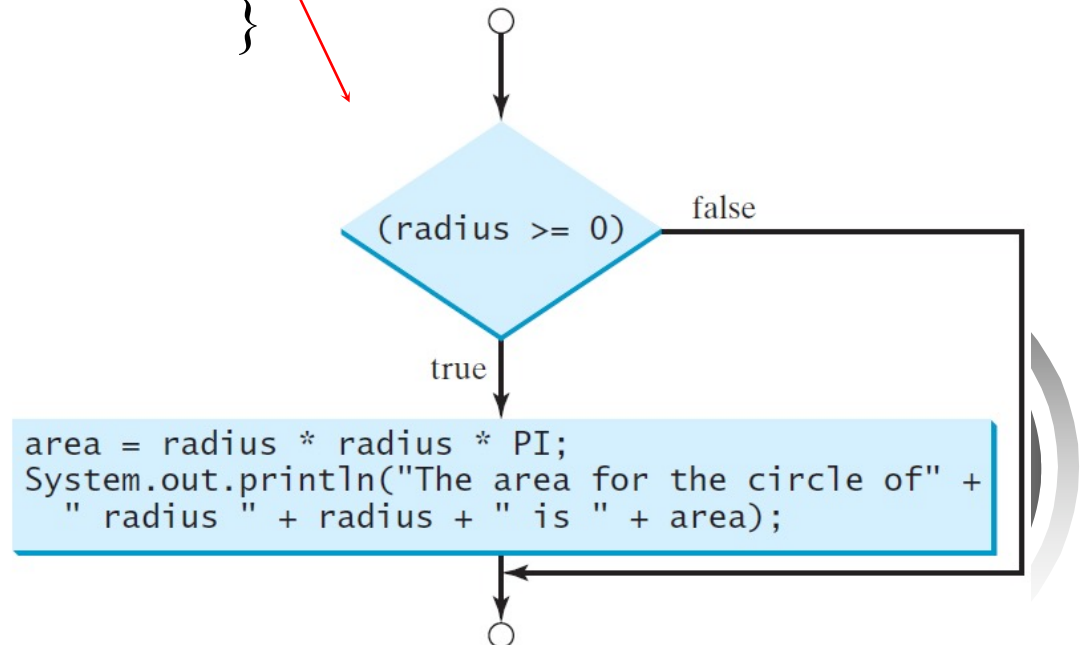 }
(radius >= 0)
false
true
area = radius * radius * PI;
System.out.println("The area for the circle of" +
" radius " + radius + " is " + area);